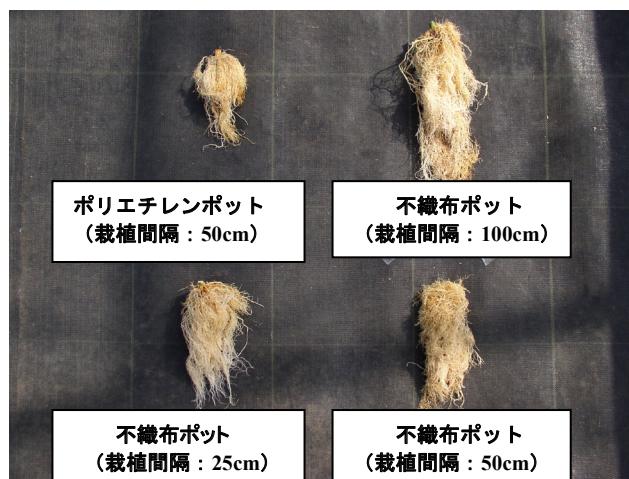 ポリエチレンポット
（栽植間隔：50cm）
不織布ポット
（栽植間隔：100cm）
不織布ポット
（栽植間隔：25cm）
不織布ポット
（栽植間隔：50cm）